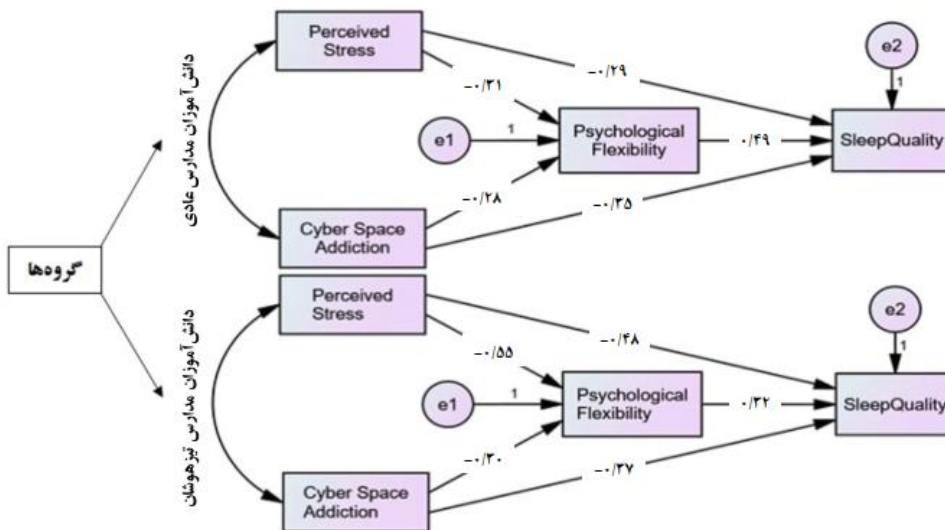 گروه‌ها
دانش‌آموزان مدارس عادی
Perceived
Stress
-۰/۲۹
-۰/۳۱
e2
1
e1
1
Psychological
Flexibility
۰/۴۹
SleepQuality
-۰/۲۸
-۰/۳۵
Cyber Space
Addiction
دانش‌آموزان مدارس تیزهوشان
Perceived
Stress
-۰/۴۸
-۰/۵۵
e2
1
e1
1
Psychological
Flexibility
۰/۳۲
SleepQuality
-۰/۳۰
-۰/۳۷
Cyber Space
Addiction